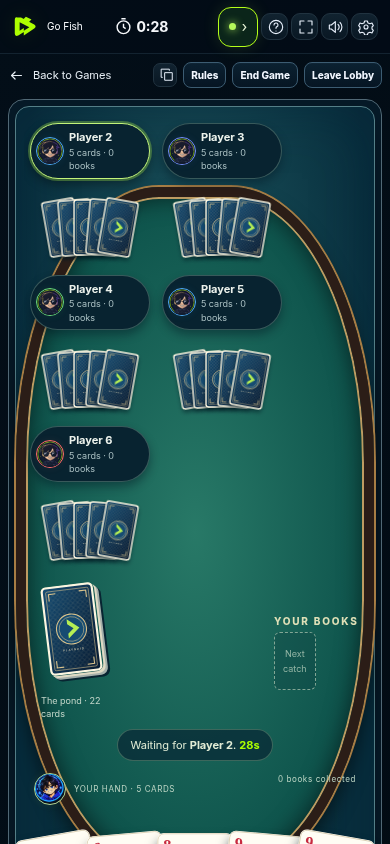 Go Fish
0:28
Back to Games
Rules
End Game
Leave Lobby
Player 2
5 cards · 0
books
Player 3
5 cards · 0
books
Player 4
5 cards · 0
books
Player 5
5 cards · 0
books
Player 6
5 cards · 0
books
YOUR BOOKS
Next
catch
The pond · 22
cards
Waiting for Player 2. 28s
0 books collected
YOUR HAND · 5 CARDS